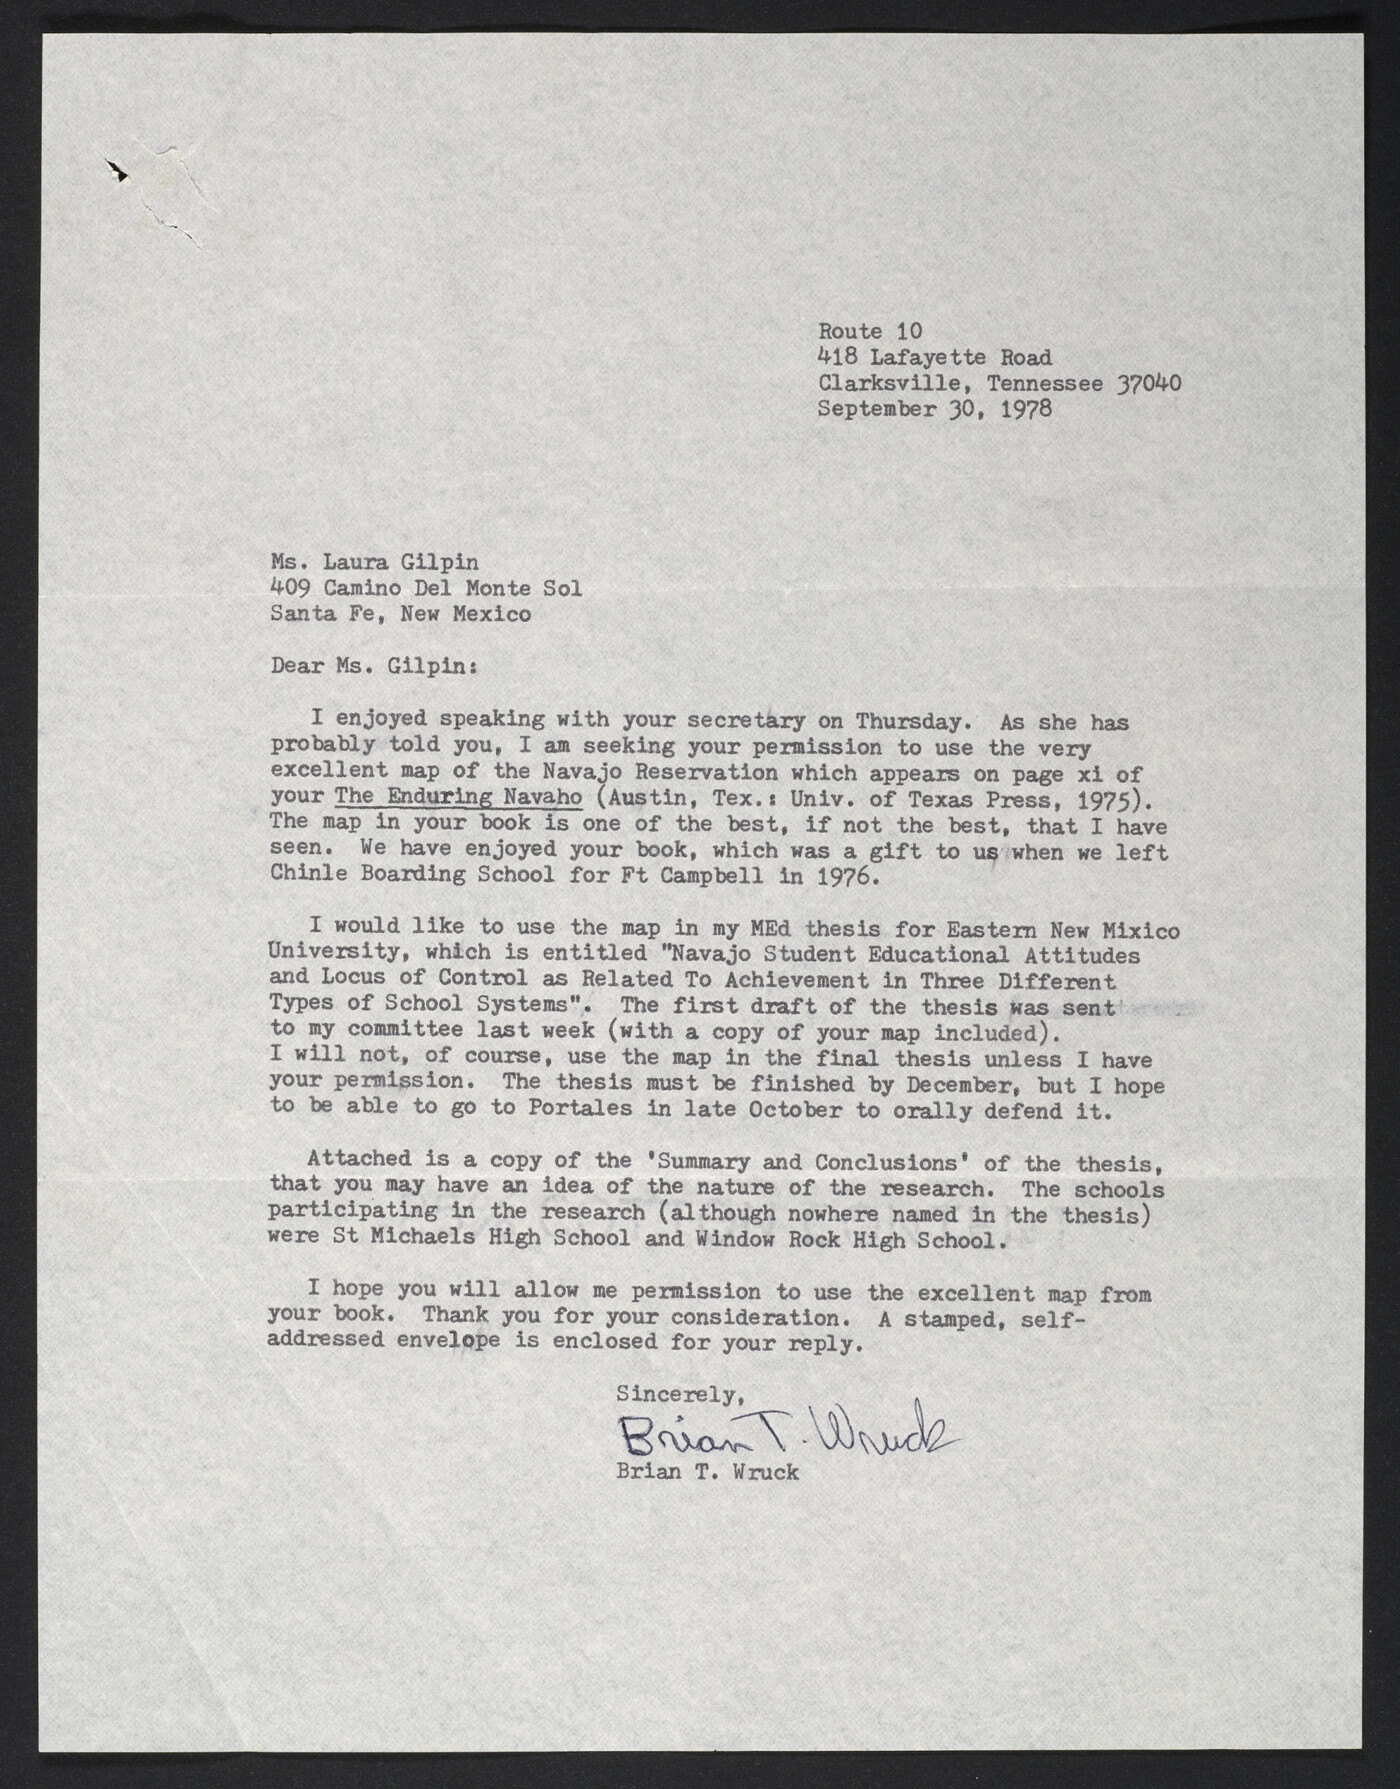 Route 10
418 Lafayette Road
Clarksville, Tennessee 37040
September 30, 1978
Ms. Laura Gilpin
409 Camino Del Monte Sol
Santa Fe, New Mexico
Dear Ms. Gilpin:
I enjoyed speaking with your secretary on Thursday. As she has
probably told you, I am seeking your permission to use the very
excellent map of the Navajo Reservation which appears on page xi of
your The Enduring Navaho (Austin, Tex.: Univ. of Texas Press, 1975).
The map in your book is one of the best, if not the best, that I have
seen. We have enjoyed your book, which was a gift to us when we left
Chinle Boarding School for Ft Campbell in 1976.
I would like to use the map in my MEd thesis for Eastern New Mixico
University, which is entitled "Navajo Student Educational Attitudes
and Locus of Control as Related To Achievement in Three Different
Types of School Systems". The first draft of the thesis was sent
to my committee last week (with a copy of your map included).
I will not, of course, use the map in the final thesis unless I have
your permission. The thesis must be finished by December, but I hope
to be able to go to Portales in late October to orally defend it.
Attached is a copy of the 'Summary and Conclusions' of the thesis,
that you may have an idea of the nature of the research. The schools
participating in the research (although nowhere named in the thesis)
were St Michaels High School and Window Rock High School.
I hope you will allow me permission to use the excellent map from
your book. Thank you for your consideration. A stamped, self-
addressed envelope is enclosed for your reply.
Sincerely,
Brian T. Wruck
Brian T. Wruck